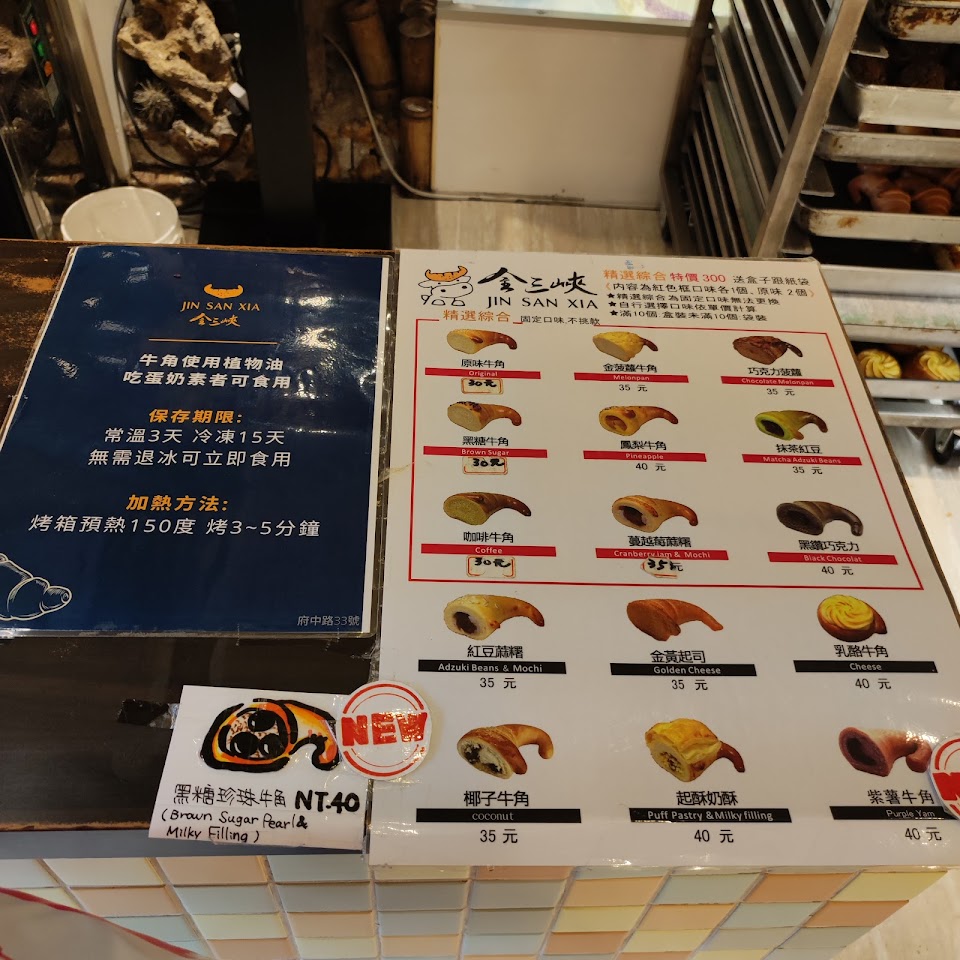 JIN SAN XIA
金三峽
牛角使用植物油
吃蛋奶素者可食用
保存期限:
常溫3天 冷凍15天
無需退冰可立即食用
加熱方法:
烤箱預熱150度 烤3~5分鐘
府中路33號
金三峽
JIN SAN XIA
精選綜合 特價 300 送盒子跟紙袋
(內容為紅色框口味各1個, 原味 2個)
★精選綜合為固定口味無法更換
★自行選擇口味依單價計算
★滿10個.盒裝未滿10個.袋裝
精選綜合 固定口味.不挑款
原味牛角
Original
30元
金菠蘿牛角
Melonpan
35 元
巧克力菠蘿
Chocolate Melonpan
35 元
黑糖牛角
Brown Sugar
30元
鳳梨牛角
Pineapple
40 元
抹茶紅豆
Matcha Adzuki Beans
35 元
咖啡牛角
Coffee
30元
蔓越莓蔴糬
Cranberry jam & Mochi
35元
黑鑽巧克力
Black Chocolat
40 元
紅豆蔴糬
Adzuki Beans & Mochi
35 元
金黃起司
Golden Cheese
35 元
乳酪牛角
Cheese
40 元
椰子牛角
coconut
35 元
起酥奶酥
Puff Pastry & Milky filling
40 元
紫薯牛角
Purple Yam
40 元
NEW
黑糖珍珠牛角 NT.40
(Brown Sugar Pearl &
Milky Filling)